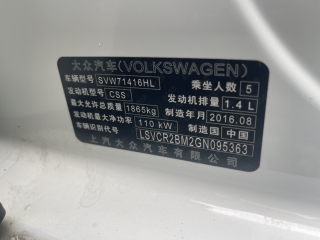 大众汽车(VOLKSWAGEN)
车辆型号 SVW71416HL 乘坐人数 5
发动机型号 CSS 发动机排量 1.4 L
最大允许总质量 1865kg 制造年月 2016.08
发动机最大净功率 110 kW 制造国 中国
车辆识别代号 LSVCR2BM2GN095363
上汽大众汽车有限公司